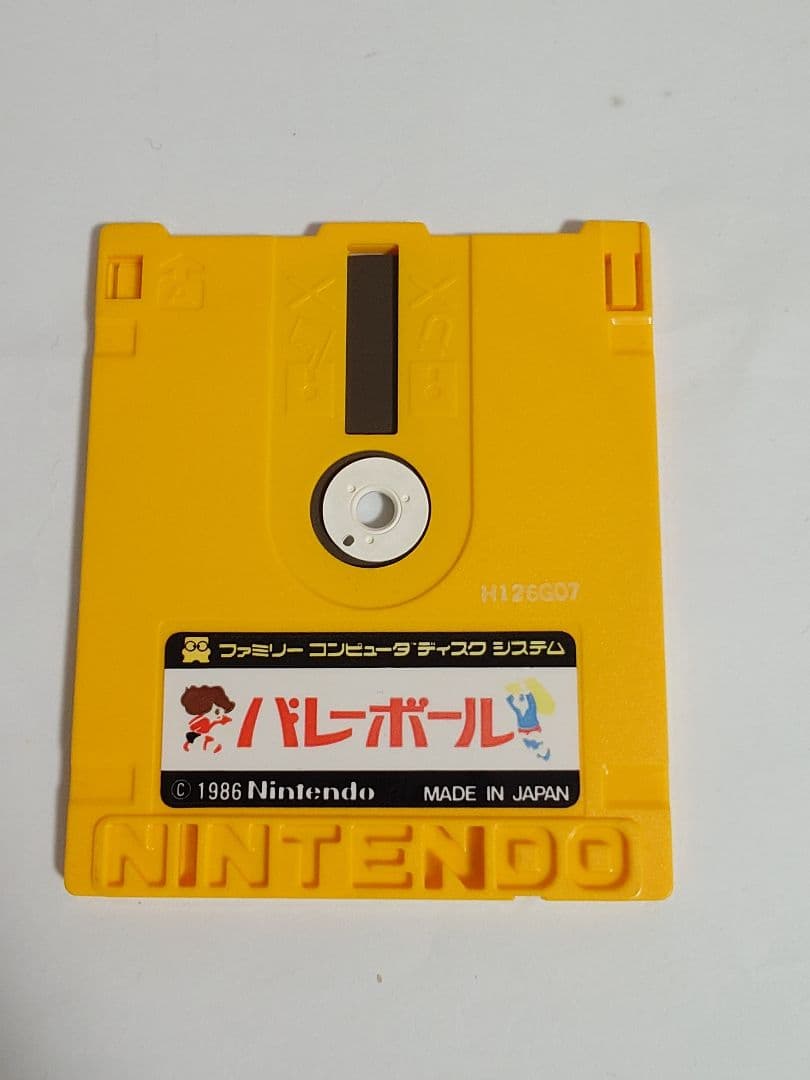 H126G07
ファミリー コンピュータ ディスク システム
バレーボール
© 1986 Nintendo MADE IN JAPAN
NINTENDO